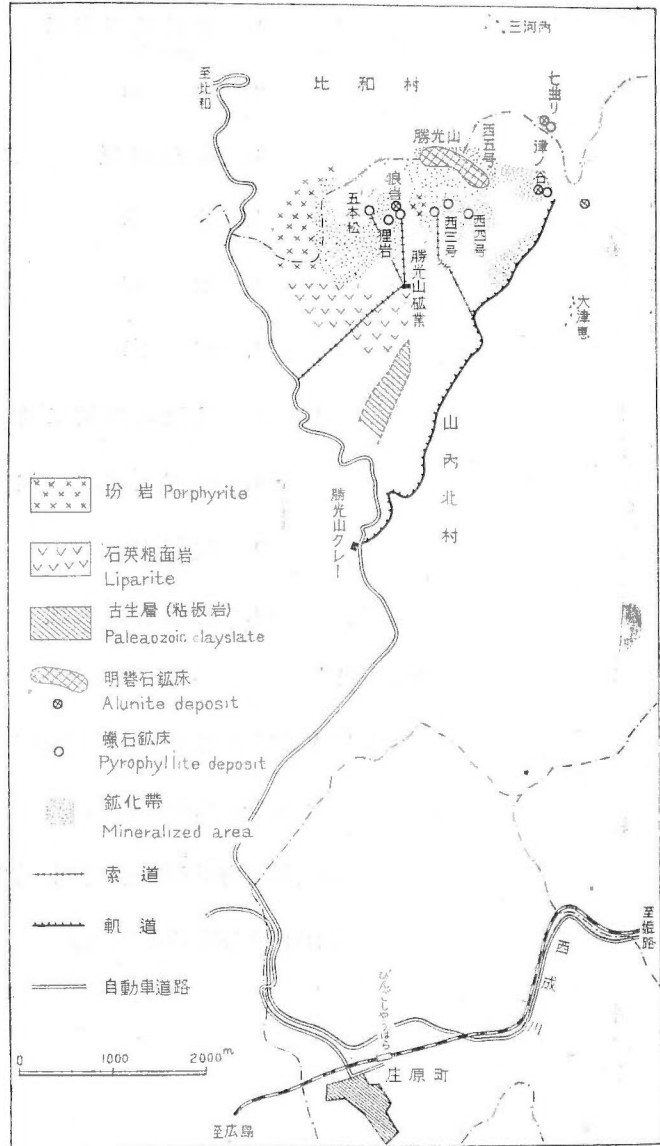 三河内
至比和
比和村
七曲り
勝光山
西五号
津ノ谷
狼岩
五本松
狸岩
西三号
西四号
勝光山砿業
大津恵
山内北村
勝光山クレー
玢岩 Porphyrite
石英粗面岩
Liparite
古生層 (粘板岩)
Paleaozoic clayslate
明礬石鉱床
Alunite deposit
蠟石鉱床
Pyrophyllite deposit
鉱化帯
Mineralized area
索道
軌道
自動車道路
0 1000 2000m
至姫路
西成川
びんごしやうばら
庄原町
至広島